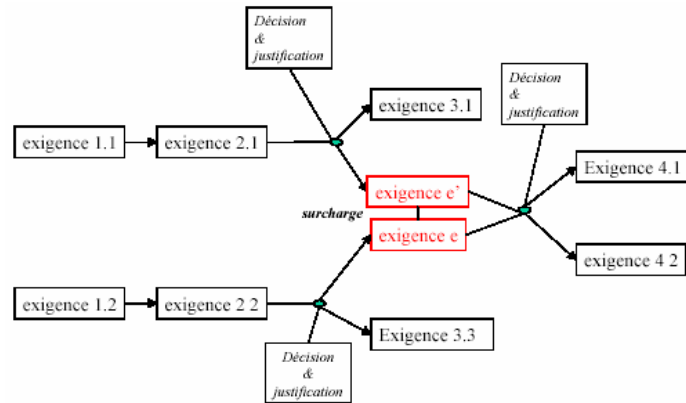 Décision
&
justification
Décision
&
justification
exigence 3.1
exigence 1.1
exigence 2.1
Exigence 4.1
exigence e’
surcharge
exigence e
exigence 4 2
exigence 1.2
exigence 2 2
Exigence 3.3
Décision
&
justification